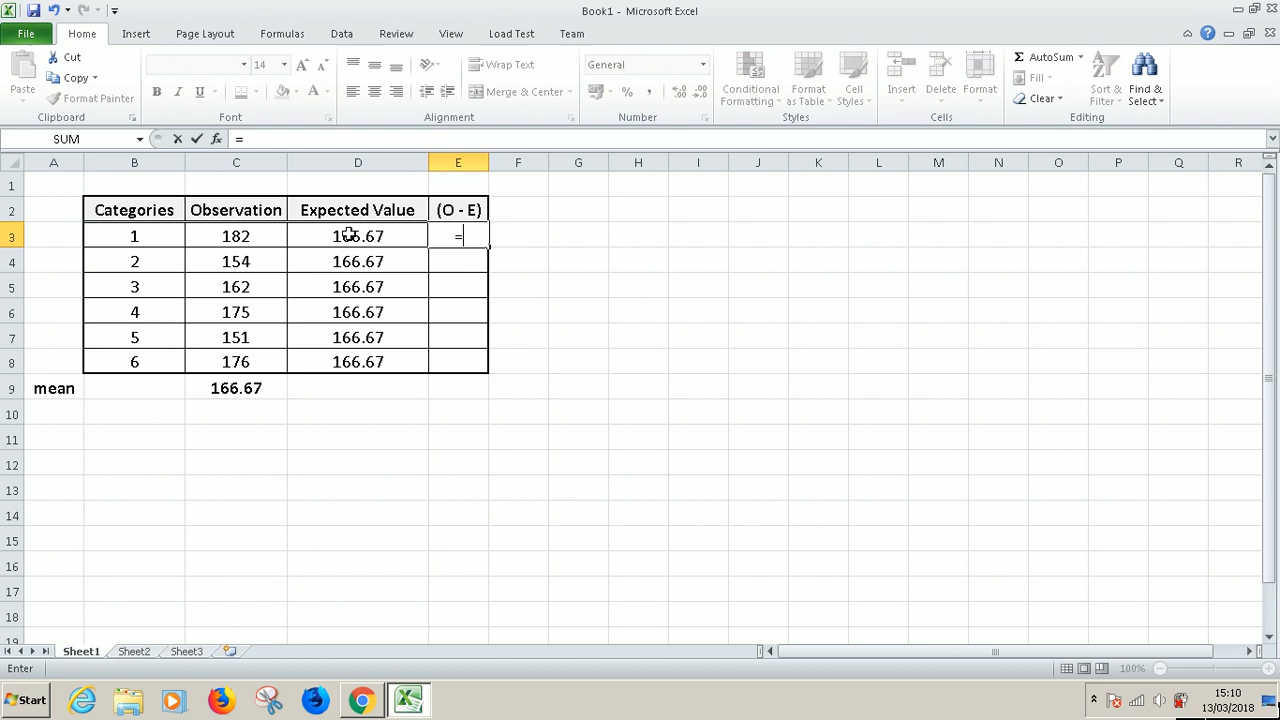 Book1 - Microsoft Excel
File Home Insert Page Layout Formulas Data Review View Load Test Team
Cut
Copy
Format Painter
Paste
Clipboard
14
Font
Wrap Text
Merge & Center
Alignment
General
Number
Conditional Formatting
Format as Table
Cell Styles
Styles
Insert Delete Format
Cells
AutoSum
Fill
Clear
Sort & Filter
Find & Select
Editing
SUM =
A B C D E F G H I J K L M N O P Q R
1
2 Categories Observation Expected Value (O - E)
3 1 182 166.67 =
4 2 154 166.67
5 3 162 166.67
6 4 175 166.67
7 5 151 166.67
8 6 176 166.67
9 mean 166.67
10
11
12
13
14
15
16
17
18
19
Sheet1 Sheet2 Sheet3
Enter 100%
Start 15:10
13/03/2018